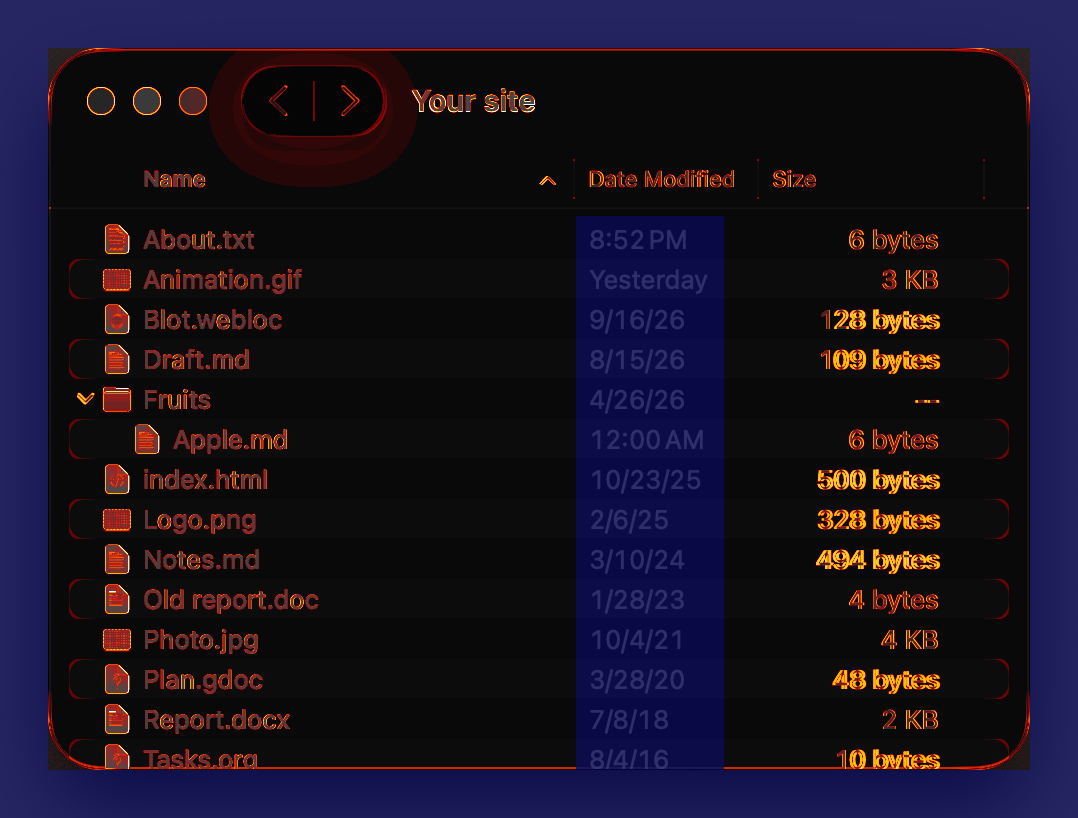 Your site
Name Date Modified Size
About.txt 8:52 PM 6 bytes
Animation.gif Yesterday 3 KB
Blot.webloc 9/16/26 128 bytes
Draft.md 8/15/26 109 bytes
Fruits 4/26/26 --
Apple.md 12:00 AM 6 bytes
index.html 10/23/25 500 bytes
Logo.png 2/6/25 328 bytes
Notes.md 3/10/24 494 bytes
Old report.doc 1/28/23 4 bytes
Photo.jpg 10/4/21 4 KB
Plan.gdoc 3/28/20 48 bytes
Report.docx 7/8/18 2 KB
Tasks.org 8/4/16 10 bytes